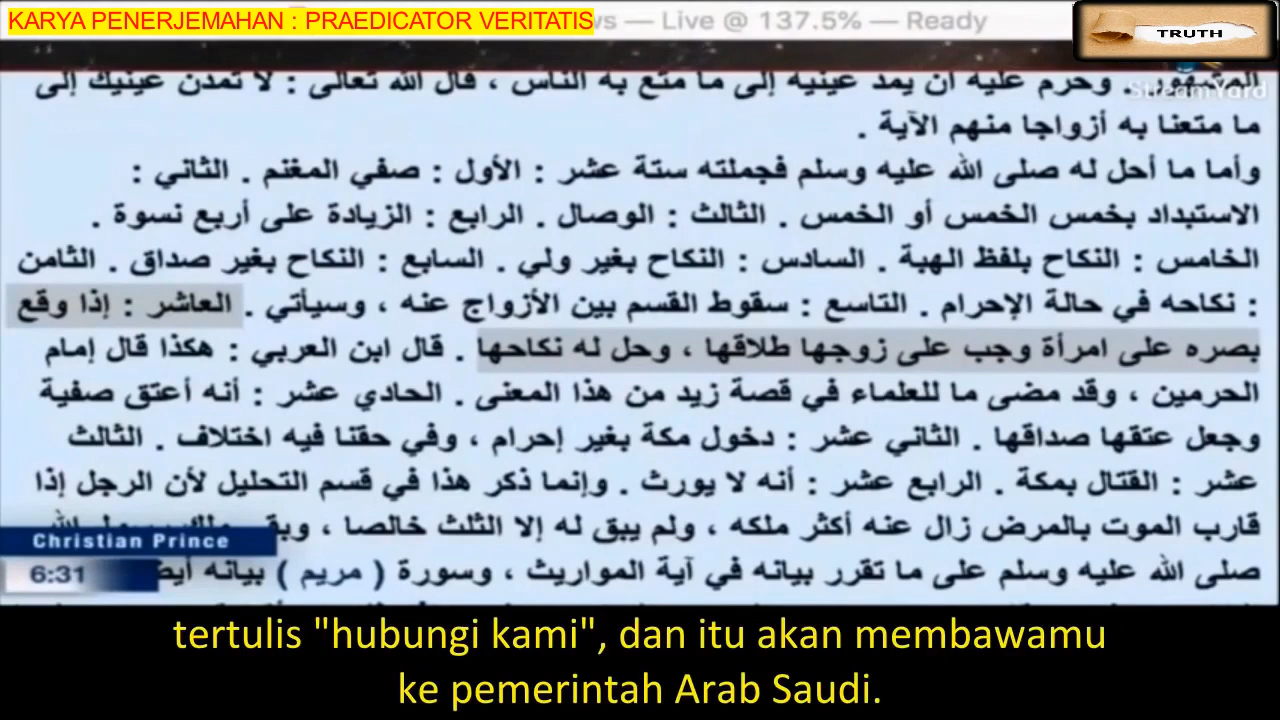 KARYA PENERJEMAHAN : PRAEDICATOR VERITATIS
— Live @ 137.5% — Ready
TRUTH
StreamYard
المشهور . وحرم عليه أن يمد عينيه إلى ما متع به الناس ، قال الله تعالى : لا تمدن عينيك إلى
ما متعنا به أزواجا منهم الآية .
وأما ما أحل له صلى الله عليه وسلم فجملته ستة عشر : الأول : صفي المغنم . الثاني :
الاستبداد بخمس الخمس أو الخمس . الثالث : الوصال . الرابع : الزيادة على أربع نسوة .
الخامس : النكاح بلفظ الهبة . السادس : النكاح بغير ولي . السابع : النكاح بغير صداق . الثامن
: نكاحه في حالة الإحرام . التاسع : سقوط القسم بين الأزواج عنه ، وسيأتي . العاشر : إذا وقع
بصره على امرأة وجب على زوجها طلاقها ، وحل له نكاحها . قال ابن العربي : هكذا قال إمام
الحرمين ، وقد مضى ما للعلماء في قصة زيد من هذا المعنى . الحادي عشر : أنه أعتق صفية
وجعل عتقها صداقها . الثاني عشر : دخول مكة بغير إحرام ، وفي حقنا فيه اختلاف . الثالث
عشر : القتال بمكة . الرابع عشر : أنه لا يورث . وإنما ذكر هذا في قسم التحليل لأن الرجل إذا
قارب الموت بالمرض زال عنه أكثر ملكه ، ولم يبق له إلا الثلث خالصا ،
صلى الله عليه وسلم على ما تقرر بيانه في آية المواريث ، وسورة ( مريم ) بيانه
Christian Prince
6:31
tertulis "hubungi kami", dan itu akan membawamu
ke pemerintah Arab Saudi.